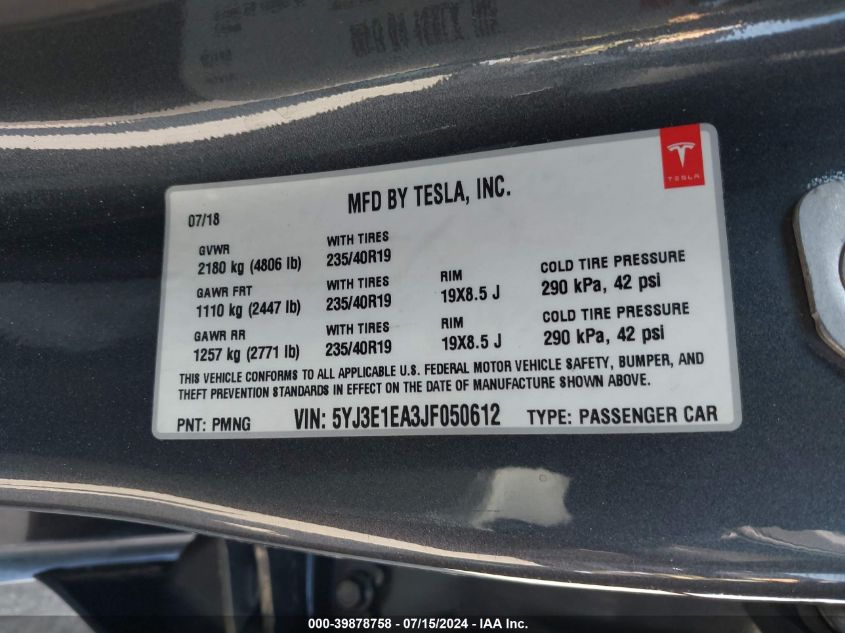 TESLA
MFD BY TESLA, INC.
07/18
GVWR
2180 kg (4806 lb)
WITH TIRES
235/40R19
GAWR FRT
1110 kg (2447 lb)
WITH TIRES
235/40R19
RIM
19X8.5 J
COLD TIRE PRESSURE
290 kPa, 42 psi
GAWR RR
1257 kg (2771 lb)
WITH TIRES
235/40R19
RIM
19X8.5 J
COLD TIRE PRESSURE
290 kPa, 42 psi
THIS VEHICLE CONFORMS TO ALL APPLICABLE U.S. FEDERAL MOTOR VEHICLE SAFETY, BUMPER, AND
THEFT PREVENTION STANDARDS IN EFFECT ON THE DATE OF MANUFACTURE SHOWN ABOVE.
PNT: PMNG VIN: 5YJ3E1EA3JF050612 TYPE: PASSENGER CAR
000-39878758 - 07/15/2024 - IAA Inc.